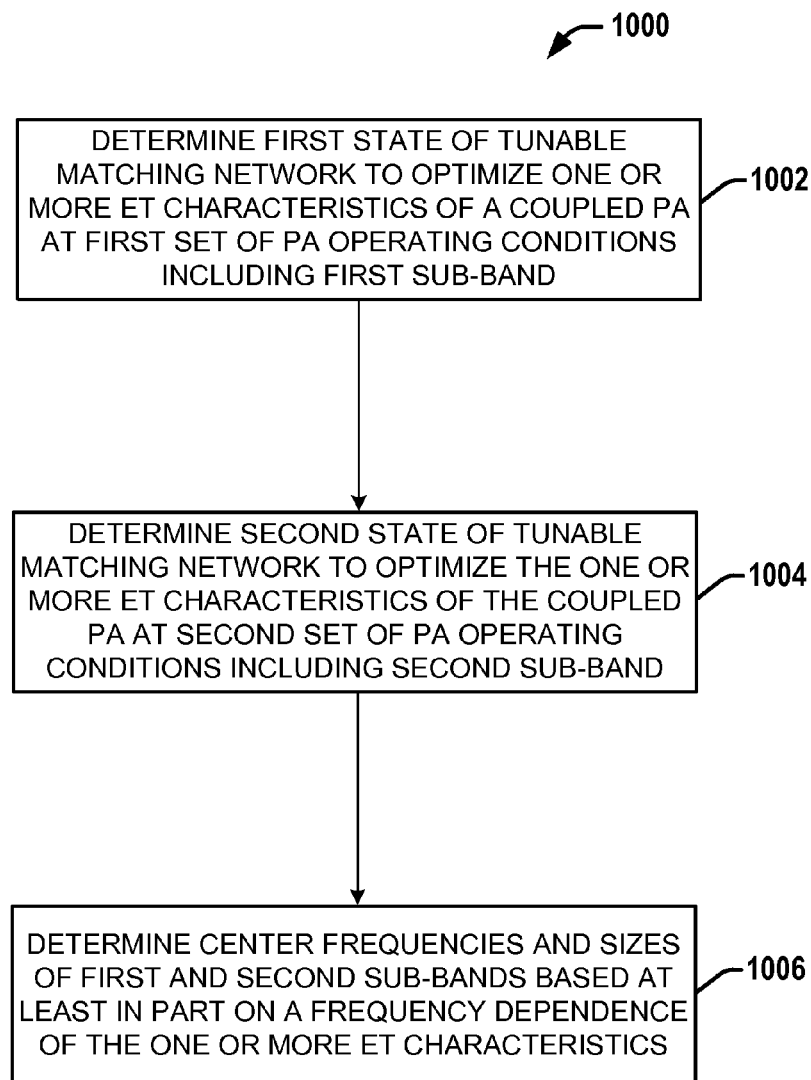 1000
DETERMINE FIRST STATE OF TUNABLE
MATCHING NETWORK TO OPTIMIZE ONE OR
MORE ET CHARACTERISTICS OF A COUPLED PA
AT FIRST SET OF PA OPERATING CONDITIONS
INCLUDING FIRST SUB-BAND
1002
DETERMINE SECOND STATE OF TUNABLE
MATCHING NETWORK TO OPTIMIZE THE ONE OR
MORE ET CHARACTERISTICS OF THE COUPLED
PA AT SECOND SET OF PA OPERATING
CONDITIONS INCLUDING SECOND SUB-BAND
1004
DETERMINE CENTER FREQUENCIES AND SIZES
OF FIRST AND SECOND SUB-BANDS BASED AT
LEAST IN PART ON A FREQUENCY DEPENDENCE
OF THE ONE OR MORE ET CHARACTERISTICS
1006